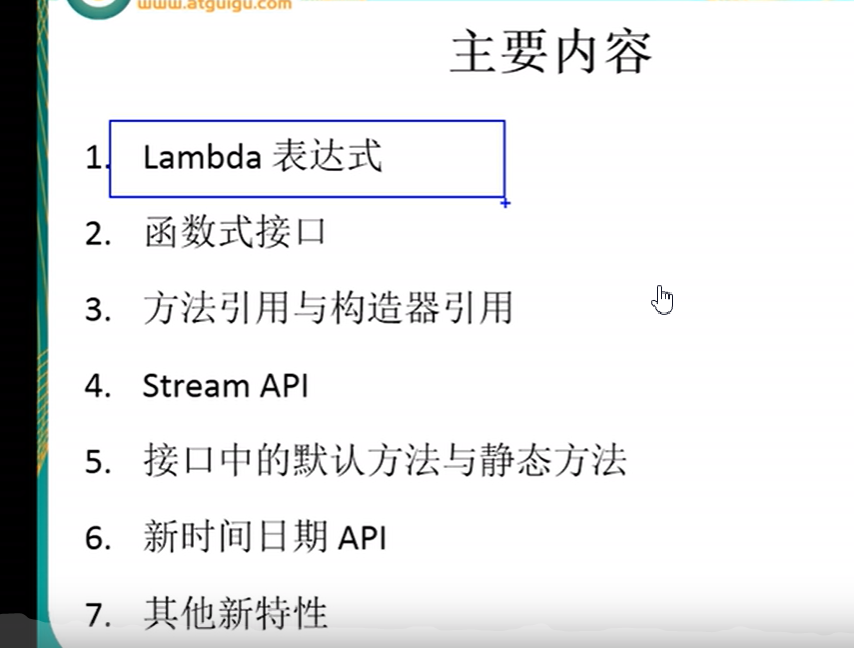 www.atguigu.com
主要内容
1. Lambda 表达式
2. 函数式接口
3. 方法引用与构造器引用
4. Stream API
5. 接口中的默认方法与静态方法
6. 新时间日期 API
7. 其他新特性